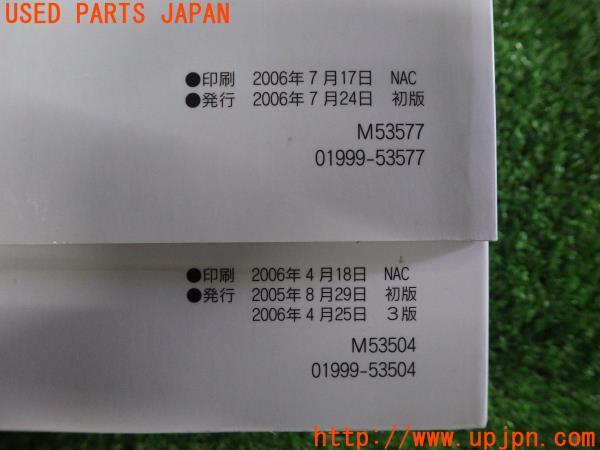 USED PARTS JAPAN
●印刷 2006年7月17日 NAC
●発行 2006年7月24日 初版
M53577
01999-53577
●印刷 2006年4月18日 NAC
●発行 2005年8月29日 初版
2006年4月25日 3版
M53504
01999-53504
http://www.upjpn.com